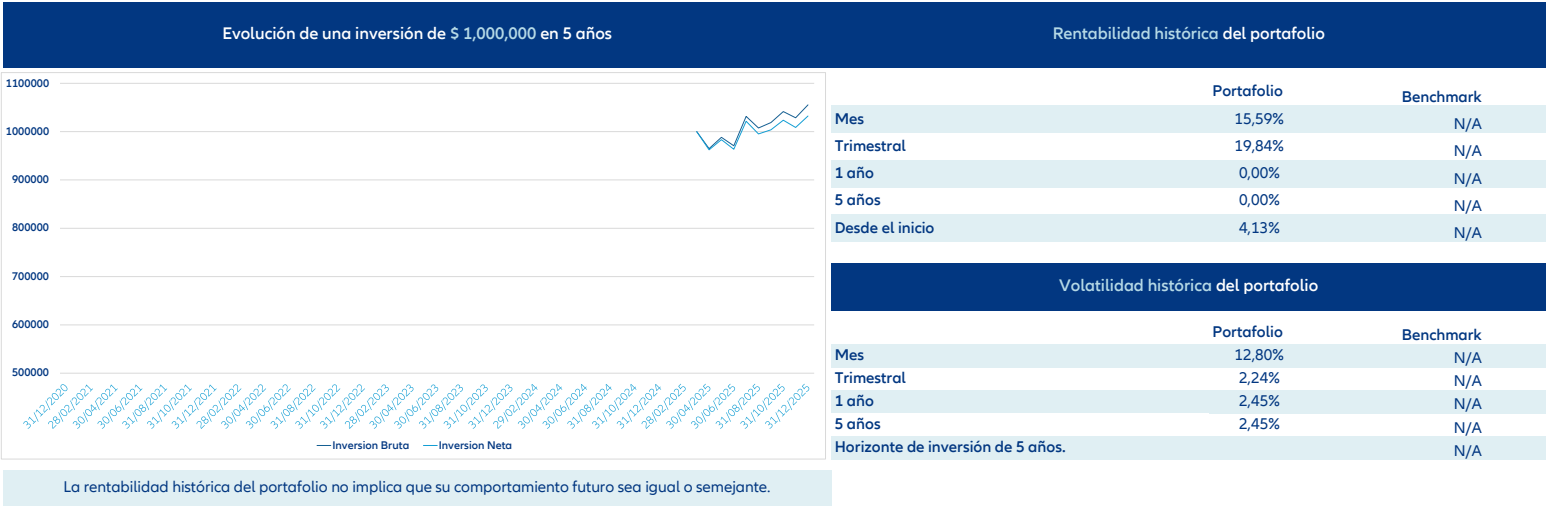 Evolución de una inversión de $ 1,000,000 en 5 años
1100000
1000000
900000
800000
700000
600000
500000
31/12/2020
28/02/2021
30/04/2021
30/06/2021
31/08/2021
31/10/2021
31/12/2021
28/02/2022
30/04/2022
30/06/2022
31/08/2022
31/10/2022
31/12/2022
28/02/2023
30/04/2023
30/06/2023
31/08/2023
31/10/2023
31/12/2023
29/02/2024
30/04/2024
30/06/2024
31/08/2024
31/10/2024
31/12/2024
28/02/2025
30/04/2025
30/06/2025
31/08/2025
31/10/2025
31/12/2025
Inversion Bruta Inversion Neta
La rentabilidad histórica del portafolio no implica que su comportamiento futuro sea igual o semejante.
Rentabilidad histórica del portafolio
Portafolio Benchmark
Mes 15,59% N/A
Trimestral 19,84% N/A
1 año 0,00% N/A
5 años 0,00% N/A
Desde el inicio 4,13% N/A
Volatilidad histórica del portafolio
Portafolio Benchmark
Mes 12,80% N/A
Trimestral 2,24% N/A
1 año 2,45% N/A
5 años 2,45% N/A
Horizonte de inversión de 5 años. N/A